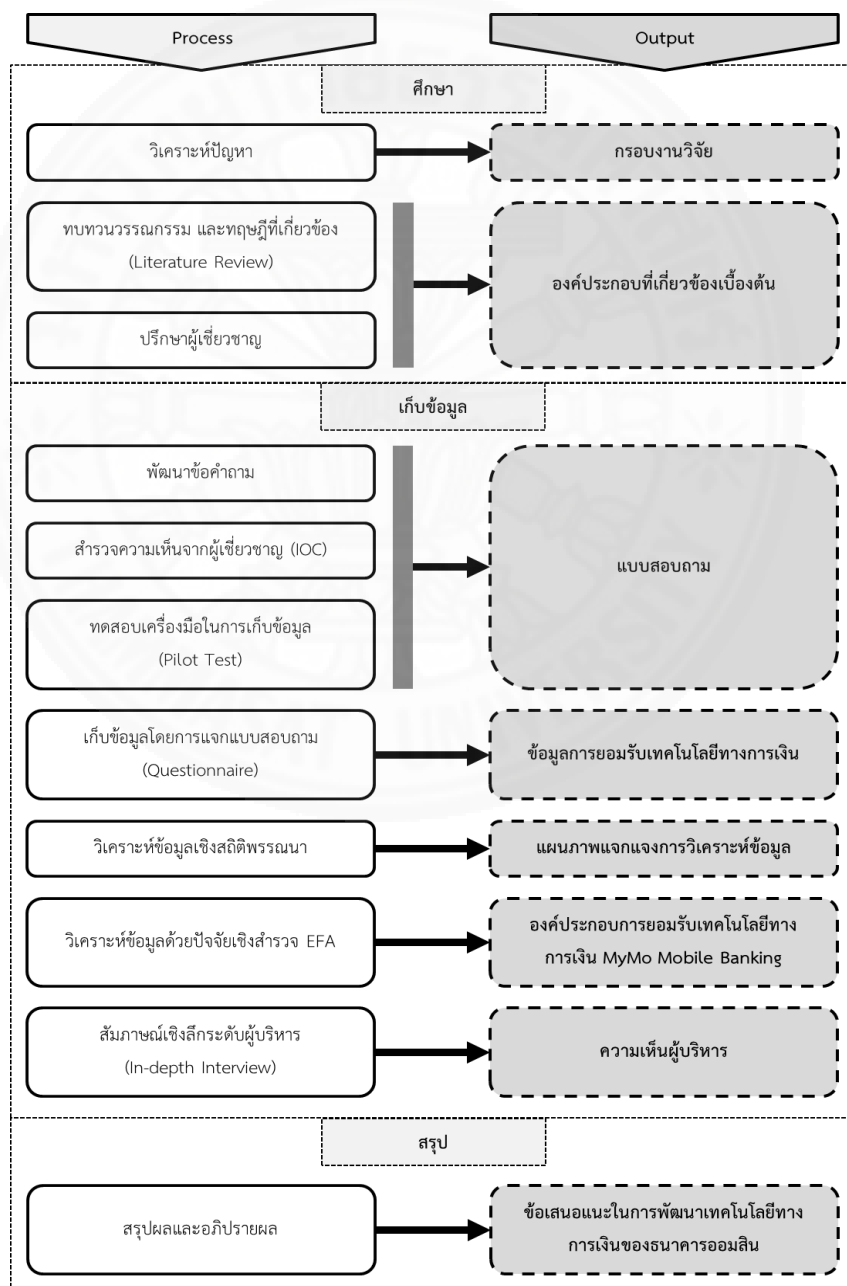 Process
Output
ศึกษา
วิเคราะห์ปัญหา
กรอบงานวิจัย
ทบทวนวรรณกรรม และทฤษฎีที่เกี่ยวข้อง
(Literature Review)
ปรึกษาผู้เชี่ยวชาญ
องค์ประกอบที่เกี่ยวข้องเบื้องต้น
เก็บข้อมูล
พัฒนาข้อคำถาม
สำรวจความเห็นจากผู้เชี่ยวชาญ (IOC)
ทดสอบเครื่องมือในการเก็บข้อมูล
(Pilot Test)
แบบสอบถาม
เก็บข้อมูลโดยการแจกแบบสอบถาม
(Questionnaire)
ข้อมูลการยอมรับเทคโนโลยีทางการเงิน
วิเคราะห์ข้อมูลเชิงสถิติพรรณนา
แผนภาพแจกแจงการวิเคราะห์ข้อมูล
วิเคราะห์ข้อมูลด้วยปัจจัยเชิงสำรวจ EFA
องค์ประกอบการยอมรับเทคโนโลยีทาง
การเงิน MyMo Mobile Banking
สัมภาษณ์เชิงลึกระดับผู้บริหาร
(In-depth Interview)
ความเห็นผู้บริหาร
สรุป
สรุปผลและอภิปรายผล
ข้อเสนอแนะในการพัฒนาเทคโนโลยีทาง
การเงินของธนาคารออมสิน